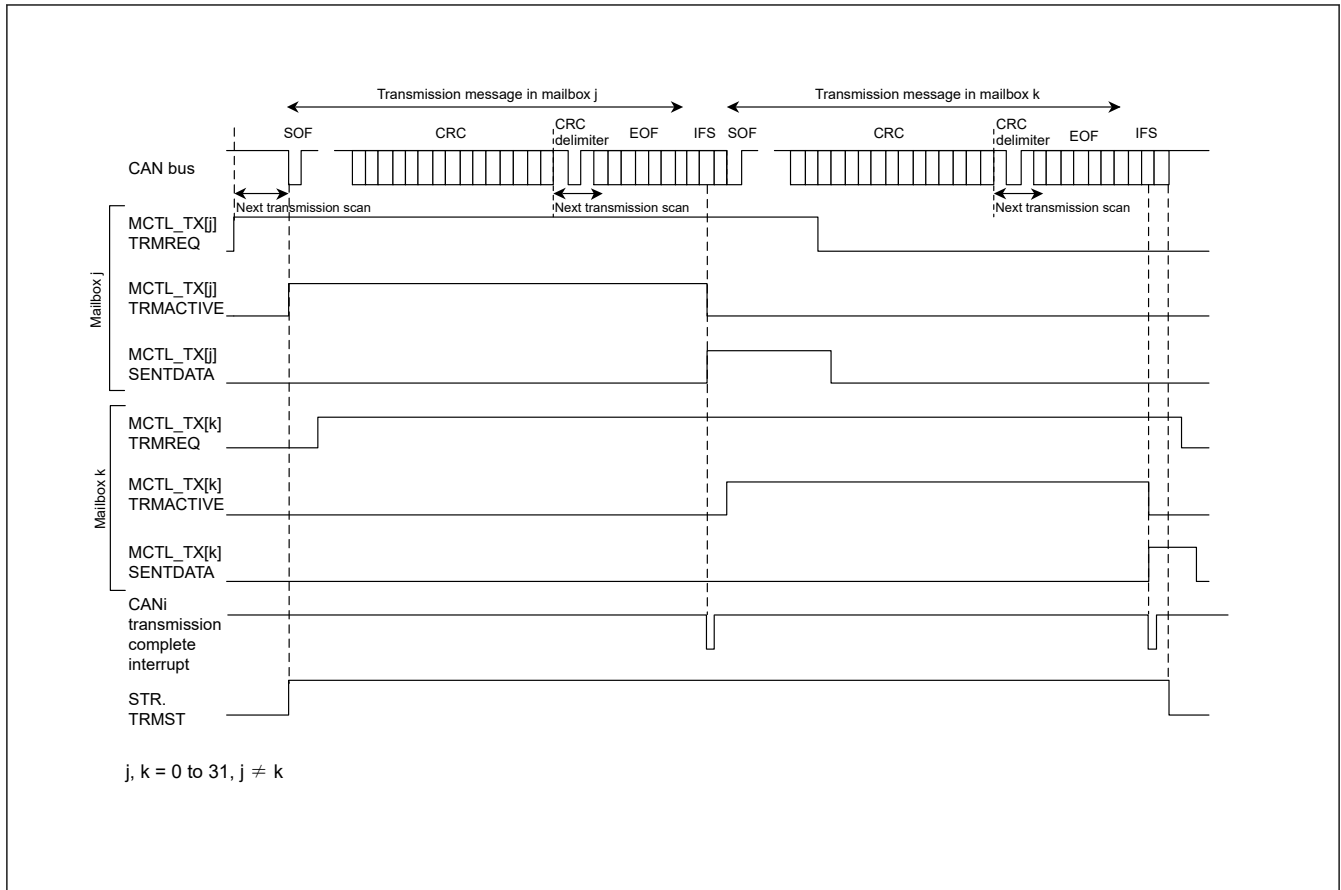 Transmission message in mailbox j
Transmission message in mailbox k
SOF
CRC
CRC
delimiter
EOF
IFS
SOF
CRC
CRC
delimiter
EOF
IFS
CAN bus
Next transmission scan
Next transmission scan
Next transmission scan
Mailbox j
MCTL_TX[j]
TRMREQ
MCTL_TX[j]
TRMACTIVE
MCTL_TX[j]
SENTDATA
Mailbox k
MCTL_TX[k]
TRMREQ
MCTL_TX[k]
TRMACTIVE
MCTL_TX[k]
SENTDATA
CANi
transmission
complete
interrupt
STR.
TRMST
j, k = 0 to 31, j ≠ k